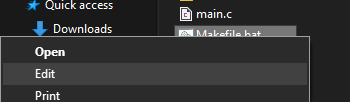 Quick access
main.c
Downloads
Makefile.bat
Open
Edit
Print